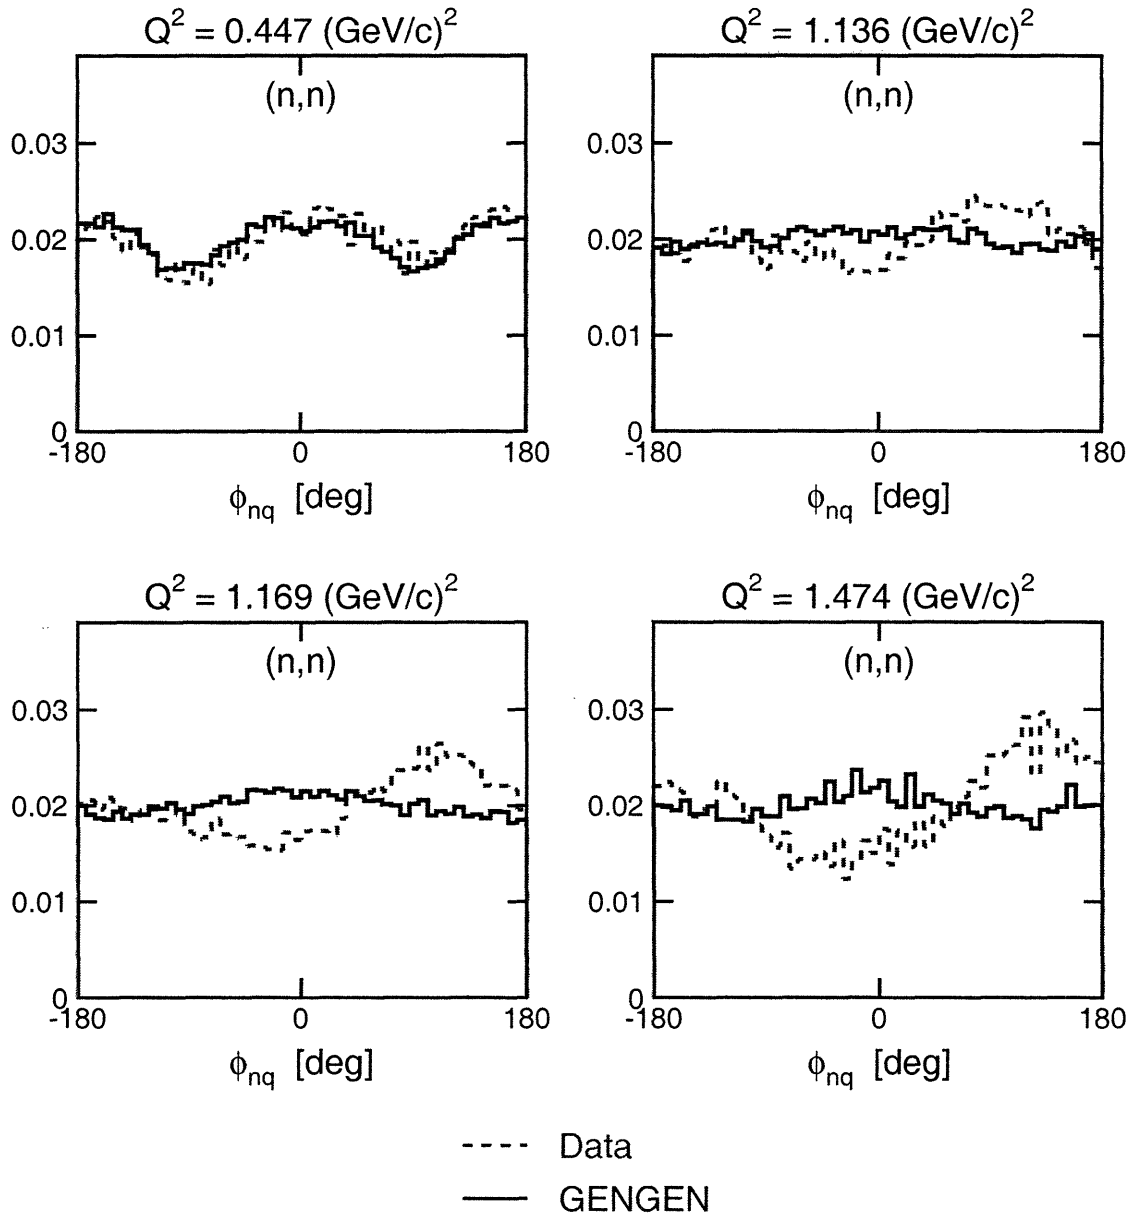 Q² = 0.447 (GeV/c)²
(n,n)
0.03
0.02
0.01
0
-180
0
180
ϕnq [deg]
Q² = 1.136 (GeV/c)²
(n,n)
0.03
0.02
0.01
0
-180
0
180
ϕnq [deg]
Q² = 1.169 (GeV/c)²
(n,n)
0.03
0.02
0.01
0
-180
0
180
ϕnq [deg]
Q² = 1.474 (GeV/c)²
(n,n)
0.03
0.02
0.01
0
-180
0
180
ϕnq [deg]
Data
GENGEN